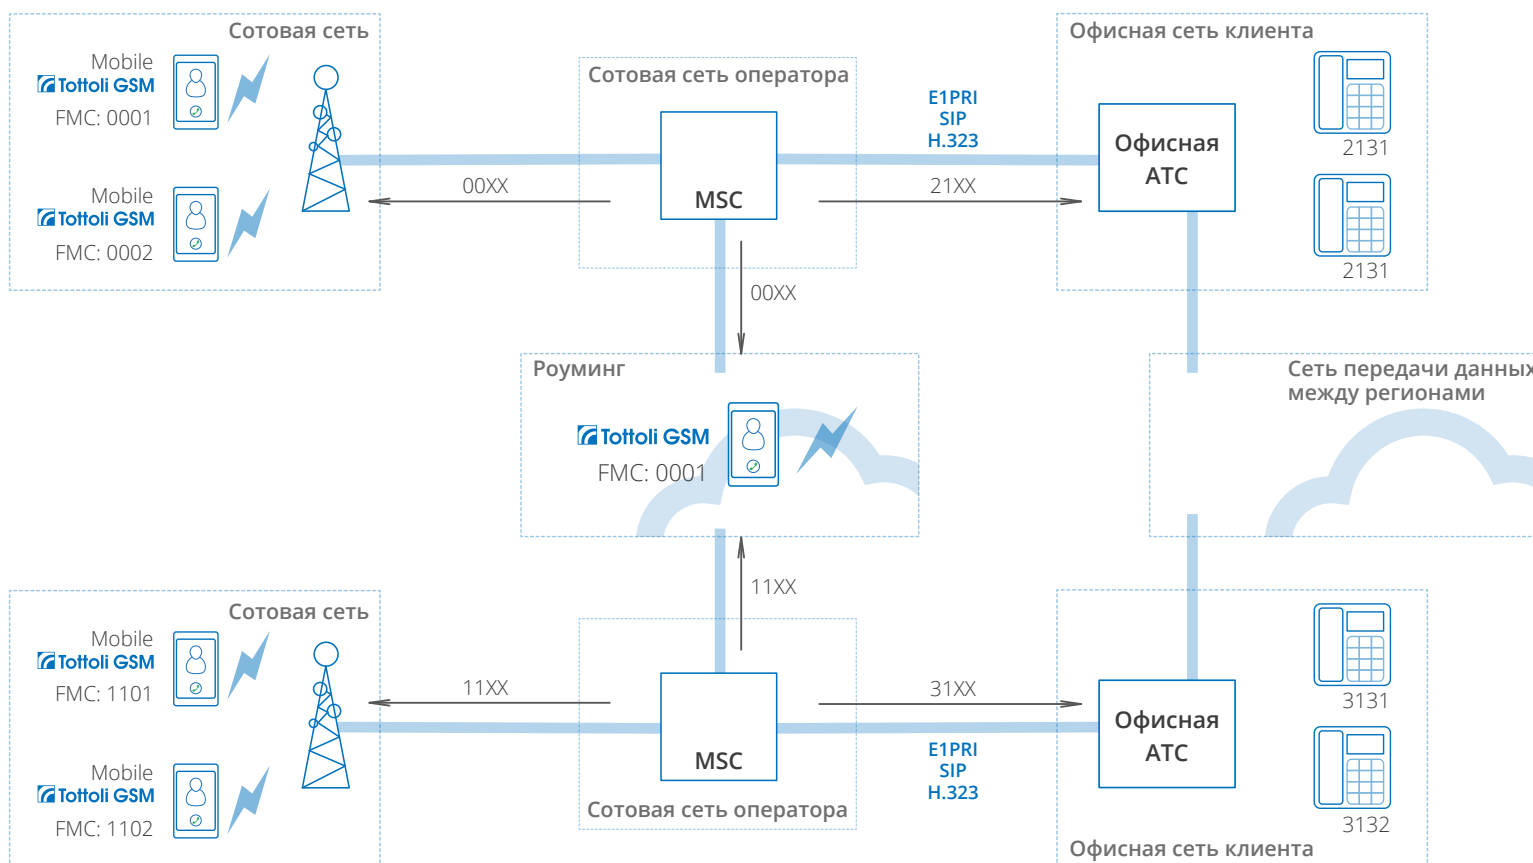 Сотовая сеть
Mobile
Tottoli GSM
FMC: 0001
Mobile
Tottoli GSM
FMC: 0002
00XX
Сотовая сеть оператора
MSC
E1PRI
SIP
H.323
21XX
Офисная сеть клиента
Офисная
АТС
2131
2131
00XX
Роуминг
Tottoli GSM
FMC: 0001
Сеть передачи данных
между регионами
11XX
Сотовая сеть
Mobile
Tottoli GSM
FMC: 1101
Mobile
Tottoli GSM
FMC: 1102
11XX
MSC
Сотовая сеть оператора
31XX
E1PRI
SIP
H.323
Офисная
АТС
3131
3132
Офисная сеть клиента